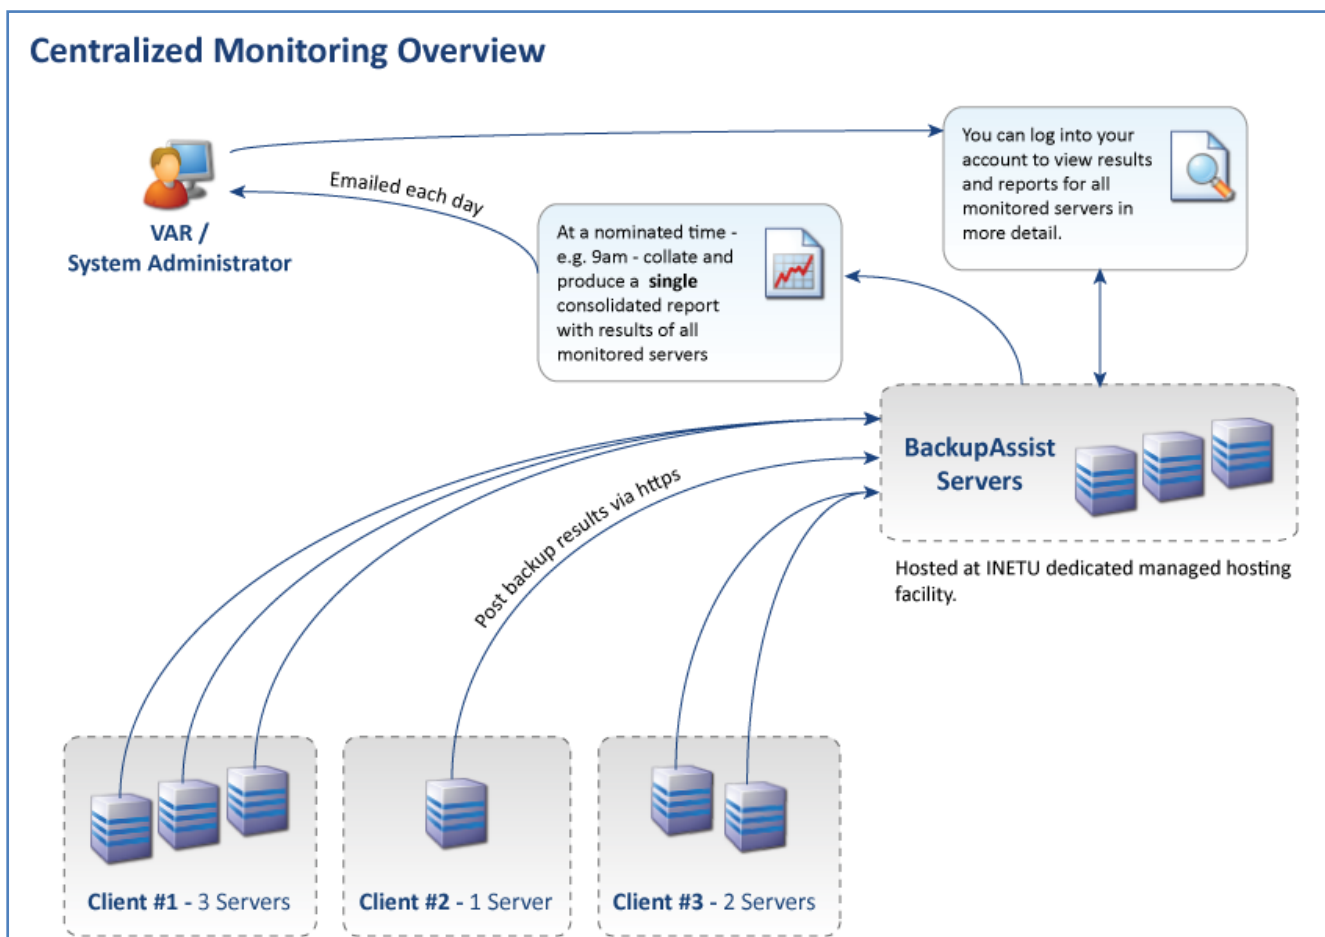 Centralized Monitoring Overview
You can log into your
account to view results
and reports for all
monitored servers in
more detail.
Emailed each day
VAR /
System Administrator
At a nominated time -
e.g. 9am - collate and
produce a single
consolidated report
with results of all
monitored servers
BackupAssist
Servers
Post backup results via https
Hosted at INETU dedicated managed hosting
facility.
Client #1 - 3 Servers
Client #2 - 1 Server
Client #3 - 2 Servers